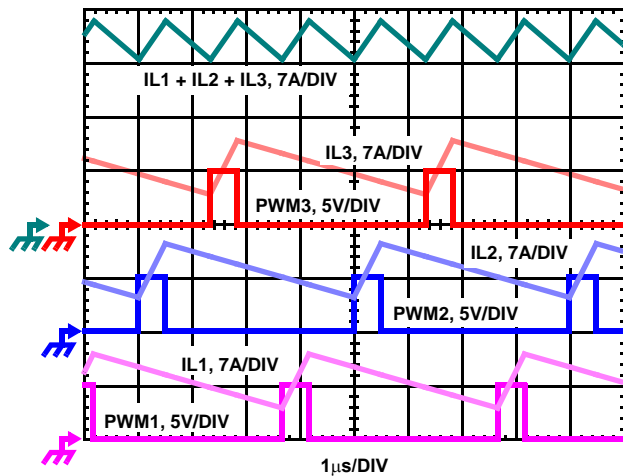 IL1 + IL2 + IL3, 7A/DIV
IL3, 7A/DIV
PWM3, 5V/DIV
IL2, 7A/DIV
PWM2, 5V/DIV
IL1, 7A/DIV
PWM1, 5V/DIV
1μs/DIV